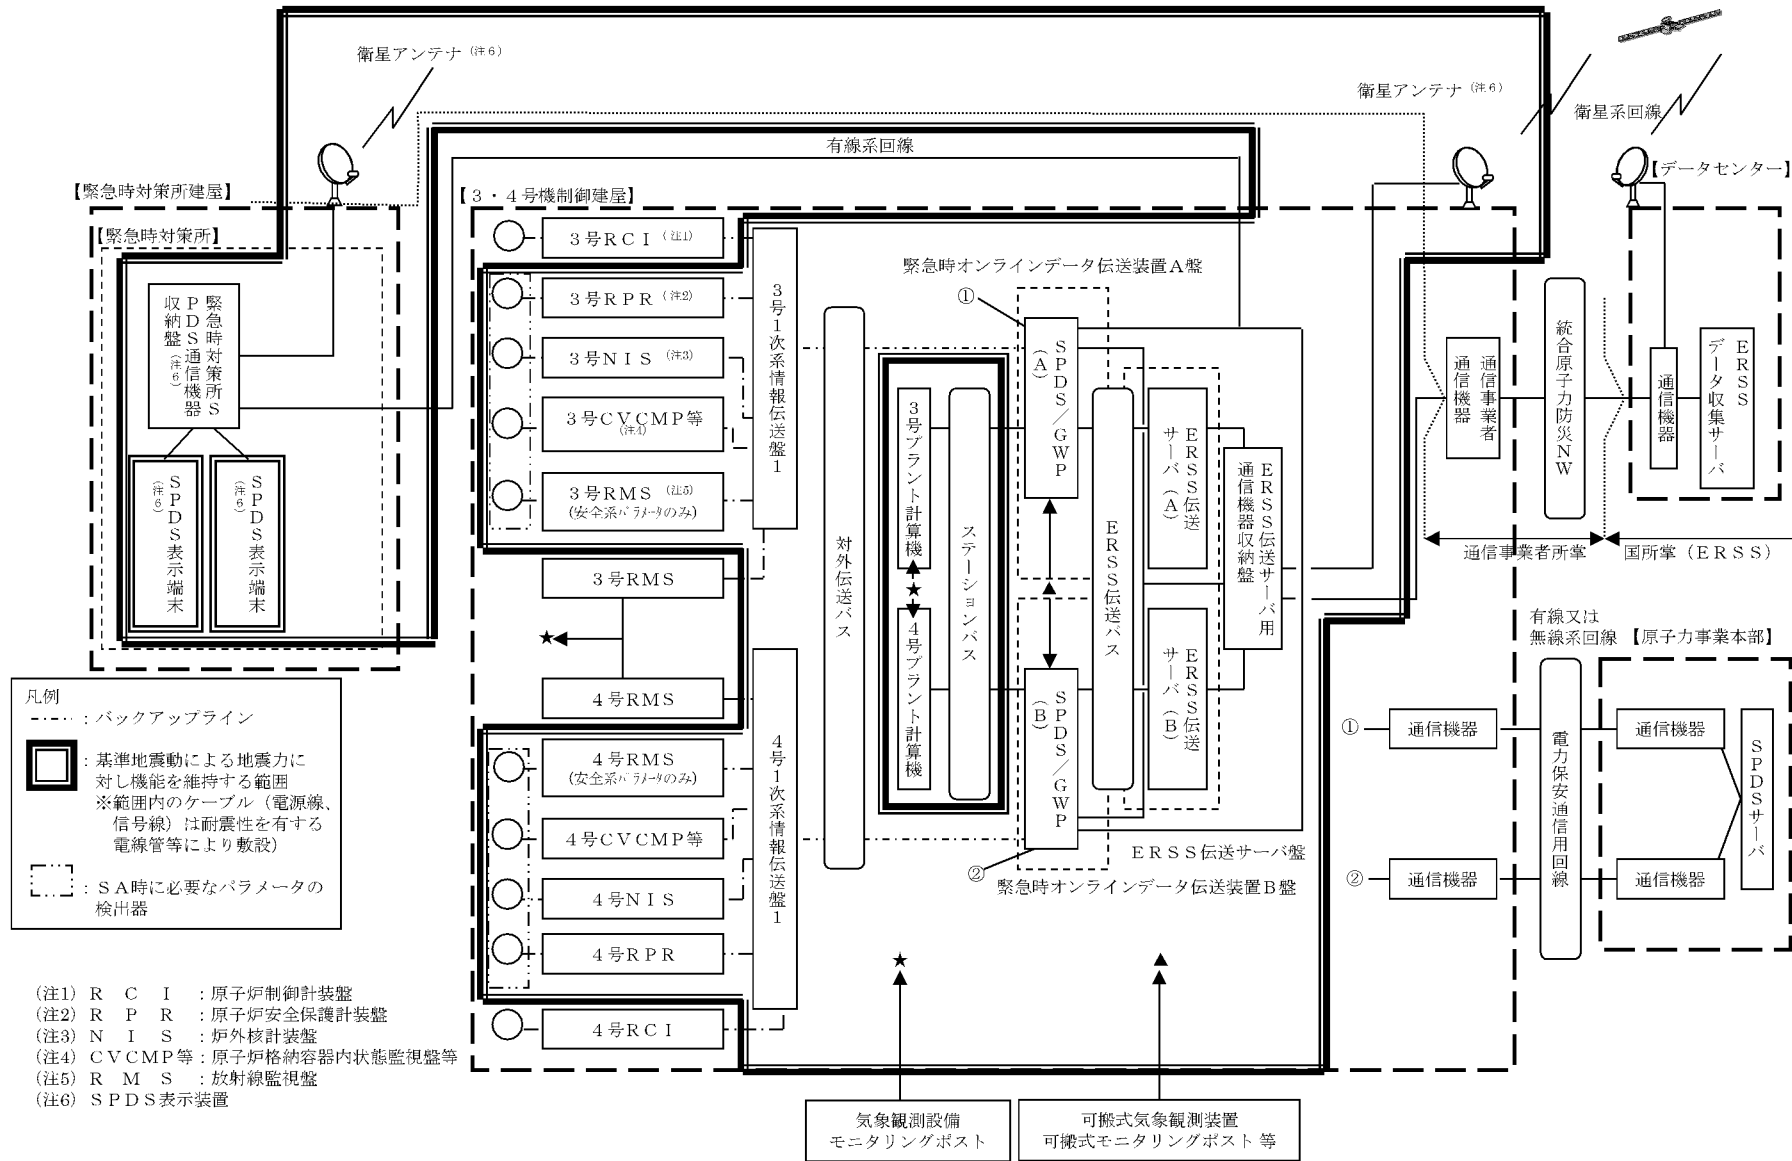 衛星アンテナ（注６）
衛星アンテナ（注６）
衛星系回線
有線系回線
【緊急時対策所建屋】
【緊急時対策所】
緊急時対策所Ｓ
ＰＤＳ通信機器
収納盤（注６）
ＳＰＤＳ表示端末
（注６）
ＳＰＤＳ表示端末
（注６）
【３・４号機制御建屋】
３号ＲＣＩ（注1）
３号ＲＰＲ（注2）
３号ＮＩＳ（注3）
３号ＣＶＣＭＰ等
（注4）
３号ＲＭＳ（注5）
（安全系パラメータのみ）
３号ＲＭＳ
★
４号ＲＭＳ
４号ＲＭＳ
（安全系パラメータのみ）
４号ＣＶＣＭＰ等
４号ＮＩＳ
４号ＲＰＲ
４号ＲＣＩ
３号１次系情報伝送盤１
４号１次系情報伝送盤１
対外伝送バス
３号プラント計算機
★
４号プラント計算機
ステーションバス
緊急時オンラインデータ伝送装置Ａ盤
①
ＳＰＤＳ／ＧＷＰ
（Ａ）
▲
ＳＰＤＳ／ＧＷＰ
（Ｂ）
②
緊急時オンラインデータ伝送装置Ｂ盤
ＥＲＳＳ伝送バス
ＥＲＳＳ伝送
サーバ（Ａ）
ＥＲＳＳ伝送
サーバ（Ｂ）
ＥＲＳＳ伝送サーバ盤
ＥＲＳＳ伝送サーバ用
通信機器収納盤
通信事業者
通信機器
統合原子力防災ＮＷ
【データセンター】
通信機器
ＥＲＳＳ
データ収集サーバ
通信事業者所掌
国所掌（ＥＲＳＳ）
有線又は
無線系回線
【原子力事業本部】
①
通信機器
②
通信機器
電力保安通信用回線
通信機器
通信機器
ＳＰＤＳサーバ
★
▲
気象観測設備
モニタリングポスト
可搬式気象観測装置
可搬式モニタリングポスト 等
凡例
：バックアップライン
：基準地震動による地震力に
対し機能を維持する範囲
※範囲内のケーブル（電源線、
信号線）は耐震性を有する
電線管等により敷設）
：ＳＡ時に必要なパラメータの
検出器
（注1）Ｒ　Ｃ　Ｉ　：原子炉制御計装盤
（注2）Ｒ　Ｐ　Ｒ　：原子炉安全保護計装盤
（注3）Ｎ　Ｉ　Ｓ　：炉外核計装盤
（注4）ＣＶＣＭＰ等：原子炉格納容器内状態監視盤等
（注5）Ｒ　Ｍ　Ｓ　：放射線監視盤
（注6）ＳＰＤＳ表示装置